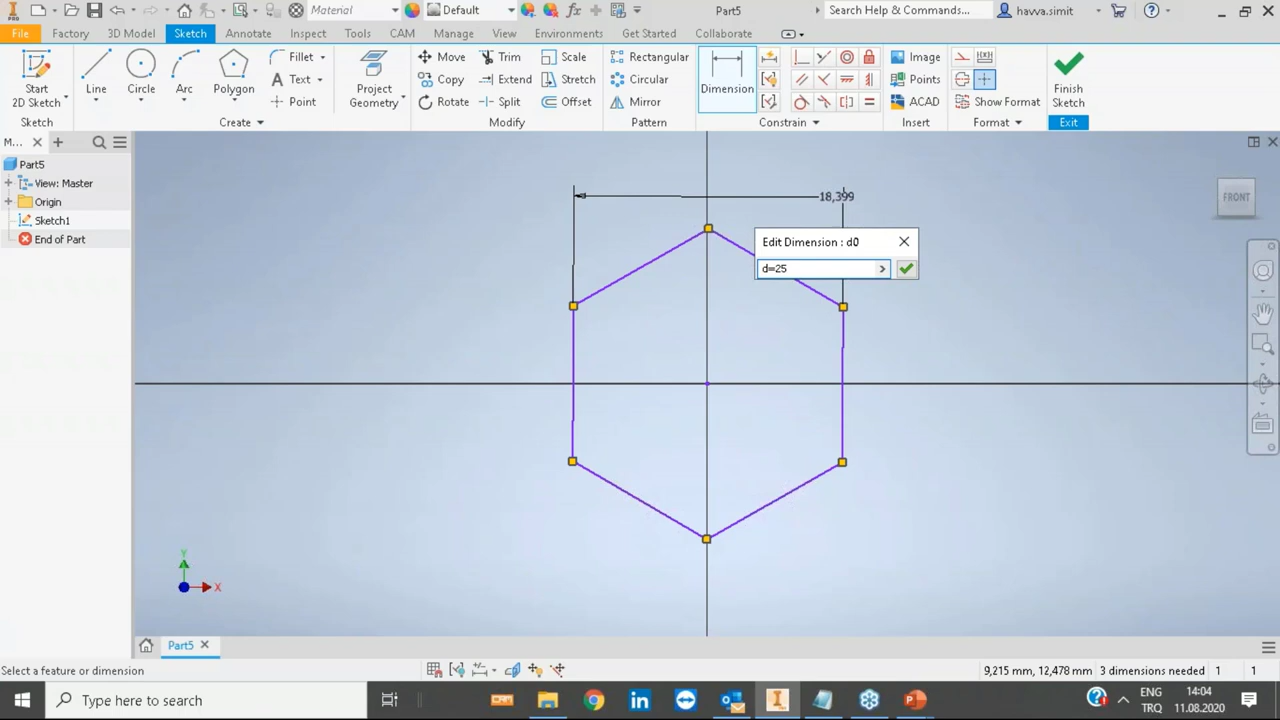 Material
Default
Part5
Search Help & Commands...
havva.simit
PRO
File
Factory
3D Model
Sketch
Annotate
Inspect
Tools
CAM
Manage
View
Environments
Get Started
Collaborate
Start
2D Sketch
Line
Circle
Arc
Polygon
Fillet
Text
Point
Project
Geometry
Move
Copy
Rotate
Trim
Extend
Split
Scale
Stretch
Offset
Rectangular
Circular
Mirror
Dimension
Image
Points
ACAD
Show Format
Finish
Sketch
Sketch
Create
Modify
Pattern
Constrain
Insert
Format
Exit
M...
Part5
View: Master
Origin
Sketch1
End of Part
18,399
Edit Dimension : d0
d=25
FRONT
Y
X
Part5
Select a feature or dimension
9,215 mm, 12,478 mm
3 dimensions needed
1
1
Type here to search
ENG
TRQ
14:04
11.08.2020